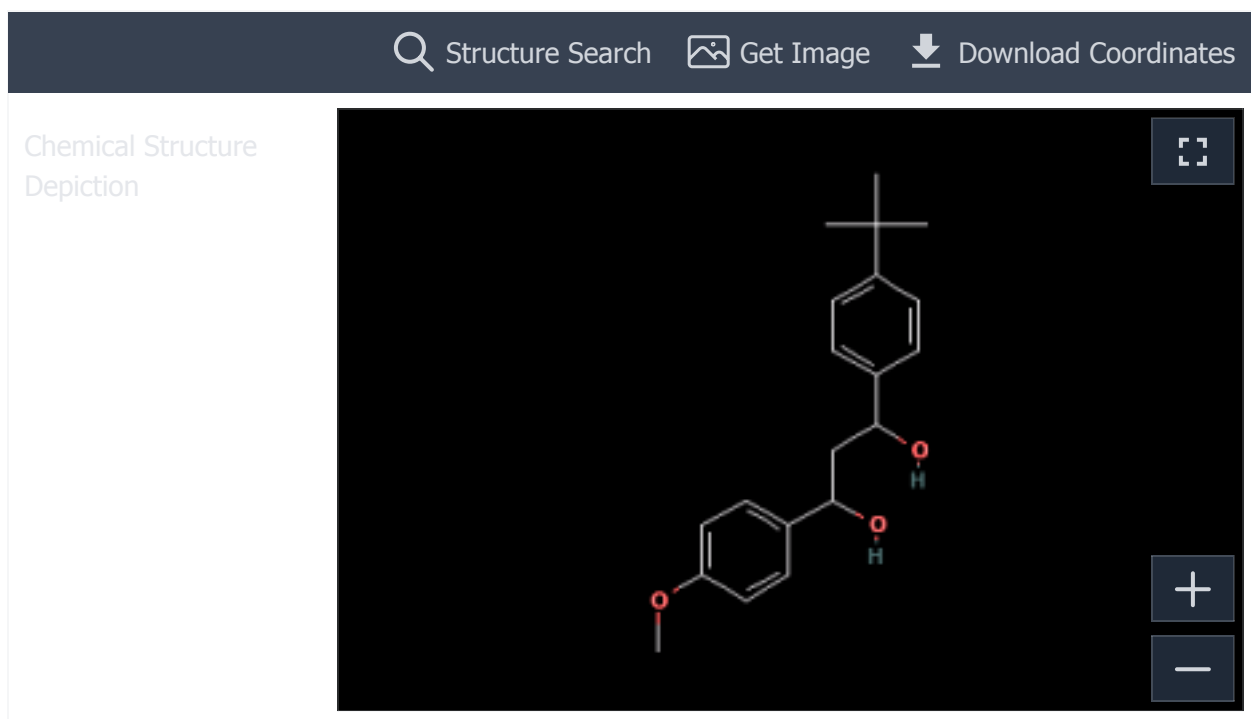 Structure Search Get Image Download Coordinates
Chemical Structure
Depiction
O
H
O
H
O